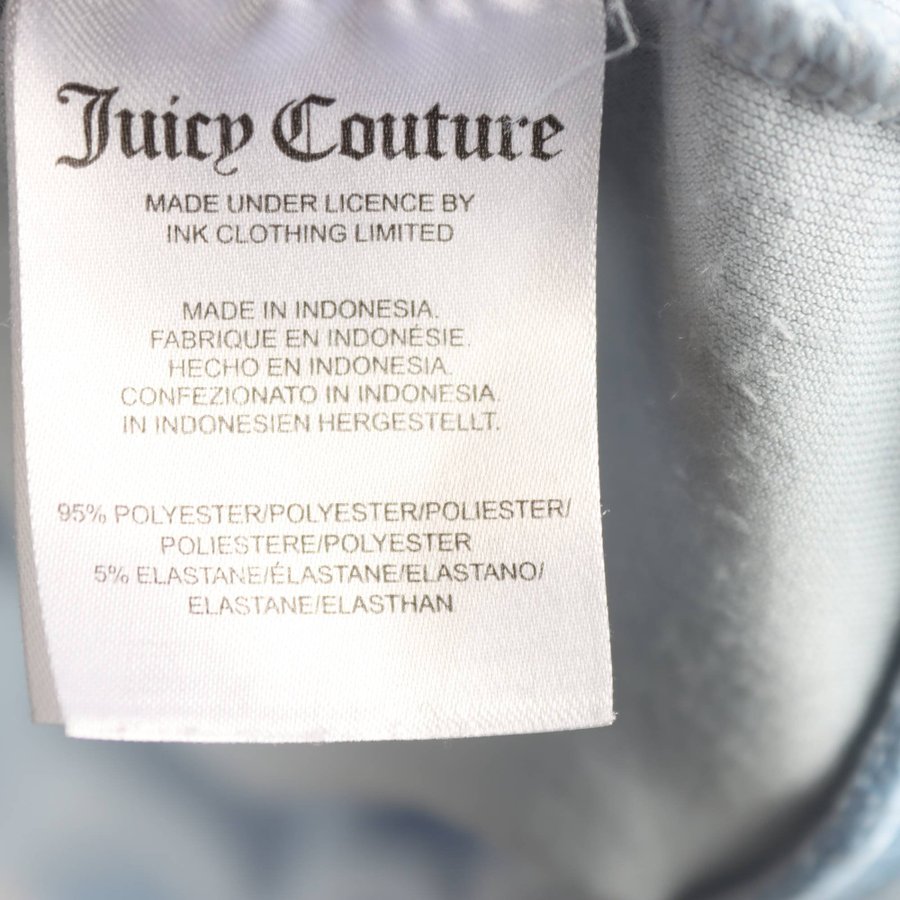 Juicy Couture
MADE UNDER LICENCE BY
INK CLOTHING LIMITED
MADE IN INDONESIA.
FABRIQUE EN INDONÉSIE.
HECHO EN INDONESIA.
CONFEZIONATO IN INDONESIA.
IN INDONESIEN HERGESTELLT.
95% POLYESTER/POLYESTER/POLIESTER/
POLIESTERE/POLYESTER
5% ELASTANE/ÉLASTANE/ELASTANO/
ELASTANE/ELASTHAN